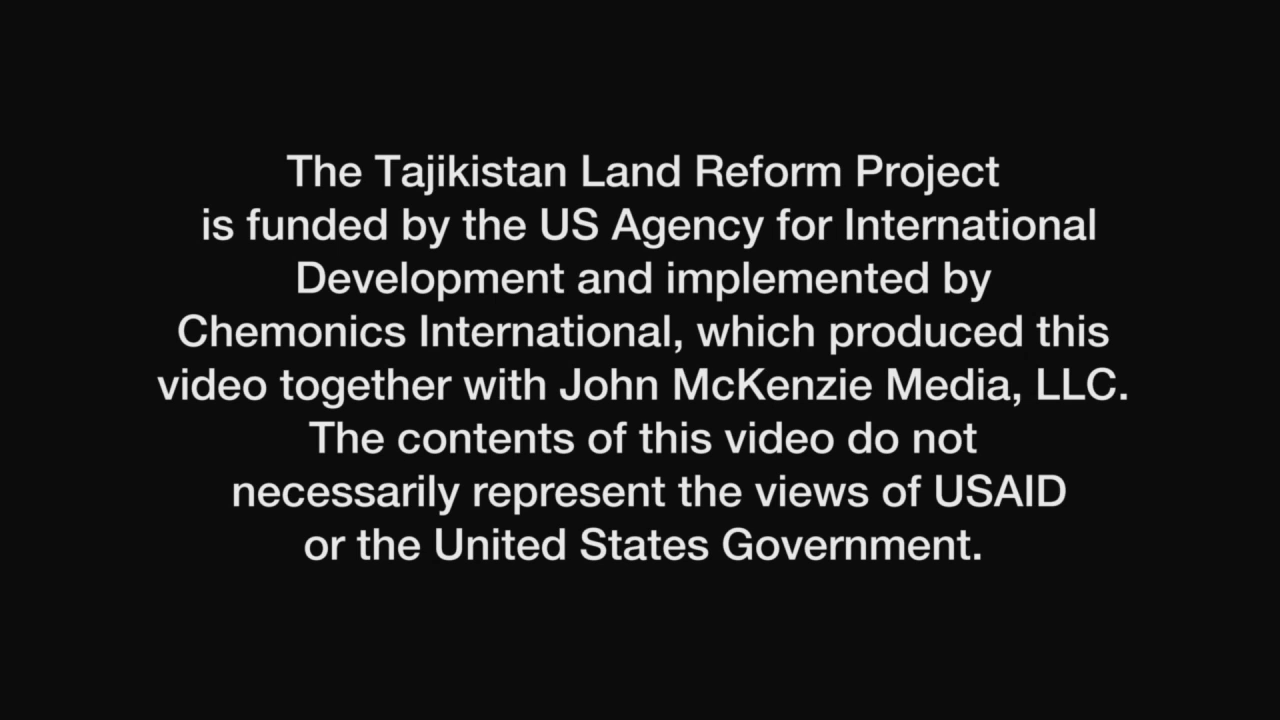 The Tajikistan Land Reform Project
is funded by the US Agency for International
Development and implemented by
Chemonics International, which produced this
video together with John McKenzie Media, LLC.
The contents of this video do not
necessarily represent the views of USAID
or the United States Government.